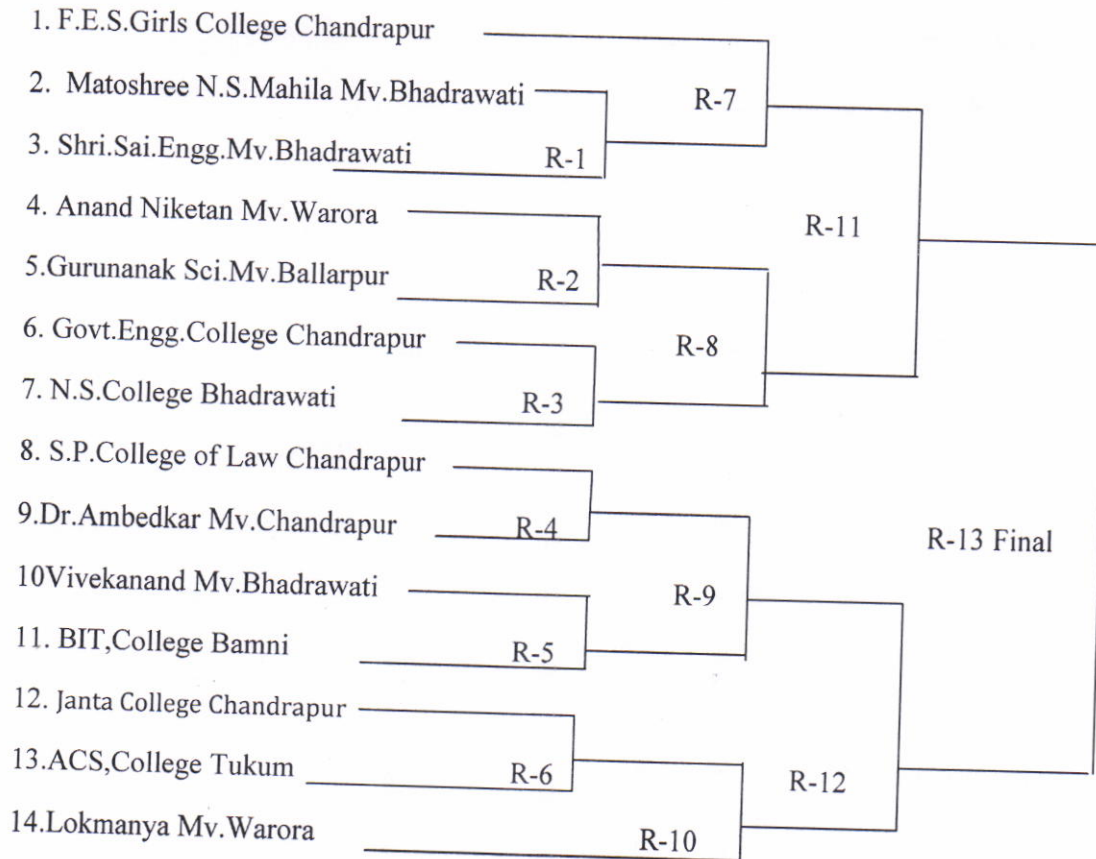 1. F.E.S.Girls College Chandrapur
2. Matoshree N.S.Mahila Mv.Bhadrawati
R-7
3. Shri.Sai.Engg.Mv.Bhadrawati
R-1
4. Anand Niketan Mv.Warora
R-11
5.Gurunanak Sci.Mv.Ballarpur
R-2
6. Govt.Engg.College Chandrapur
R-8
7. N.S.College Bhadrawati
R-3
8. S.P.College of Law Chandrapur
9.Dr.Ambedkar Mv.Chandrapur
R-4
R-13 Final
10Vivekanand Mv.Bhadrawati
R-9
11. BIT,College Bamni
R-5
12. Janta College Chandrapur
13.ACS,College Tukum
R-6
R-12
14.Lokmanya Mv.Warora
R-10